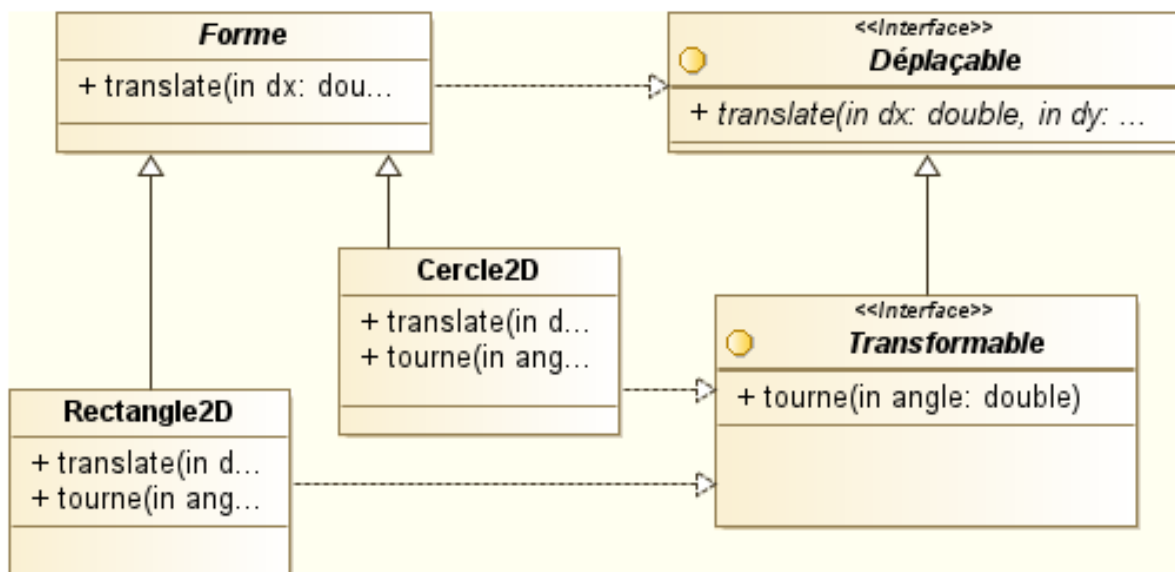 Forme
+ translate(in dx: dou...
<<Interface>>
Déplaçable
+ translate(in dx: double, in dy: ...
Cercle2D
+ translate(in d...
+ tourne(in ang...
<<Interface>>
Transformable
+ tourne(in angle: double)
Rectangle2D
+ translate(in d...
+ tourne(in ang...